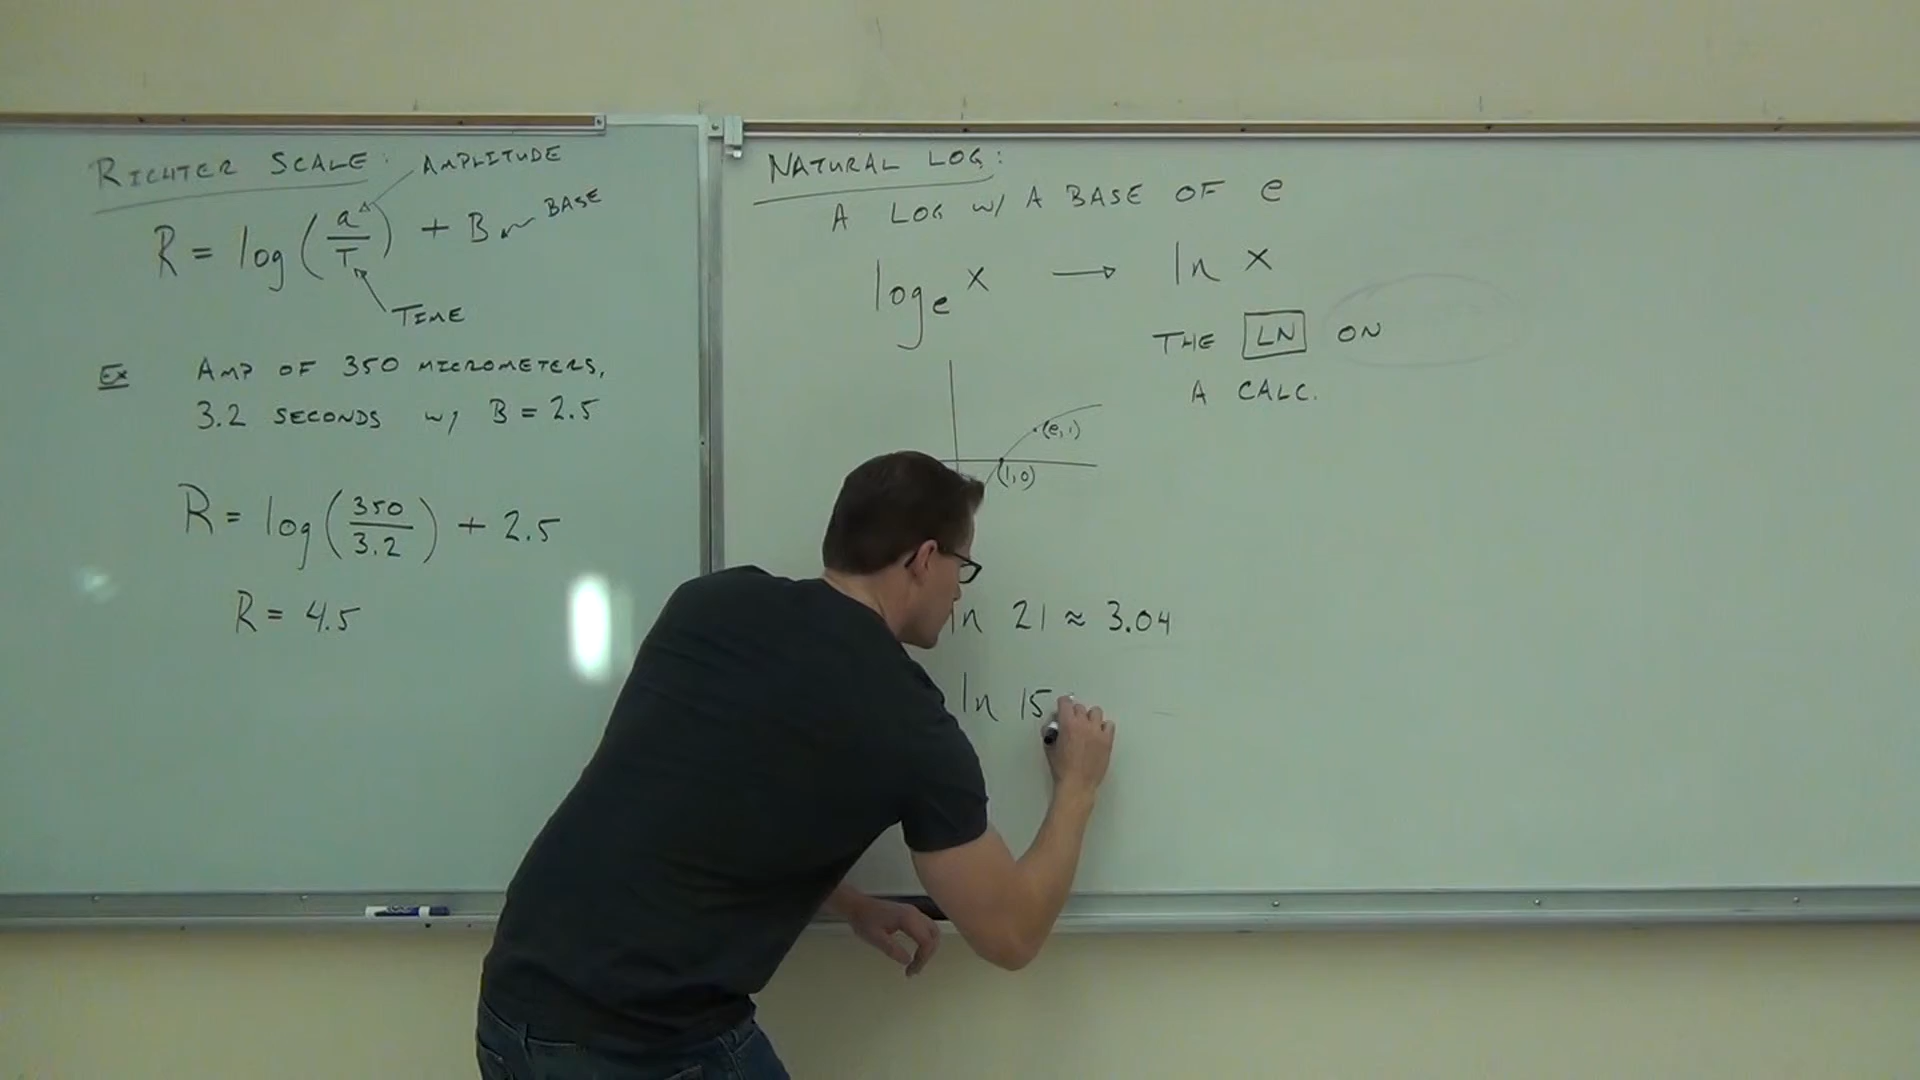 RICHTER SCALE: AMPLITUDE
R = log(a/T) + B BASE
TIME
Ex AMP OF 350 MICROMETERS,
3.2 SECONDS w/ B = 2.5
R = log(350/3.2) + 2.5
R = 4.5
NATURAL LOG:
A LOG w/ A BASE OF e
logₑ x → ln x
THE LN ON
A CALC.
(e,1)
(1,0)
ln 21 ≈ 3.04
ln 15